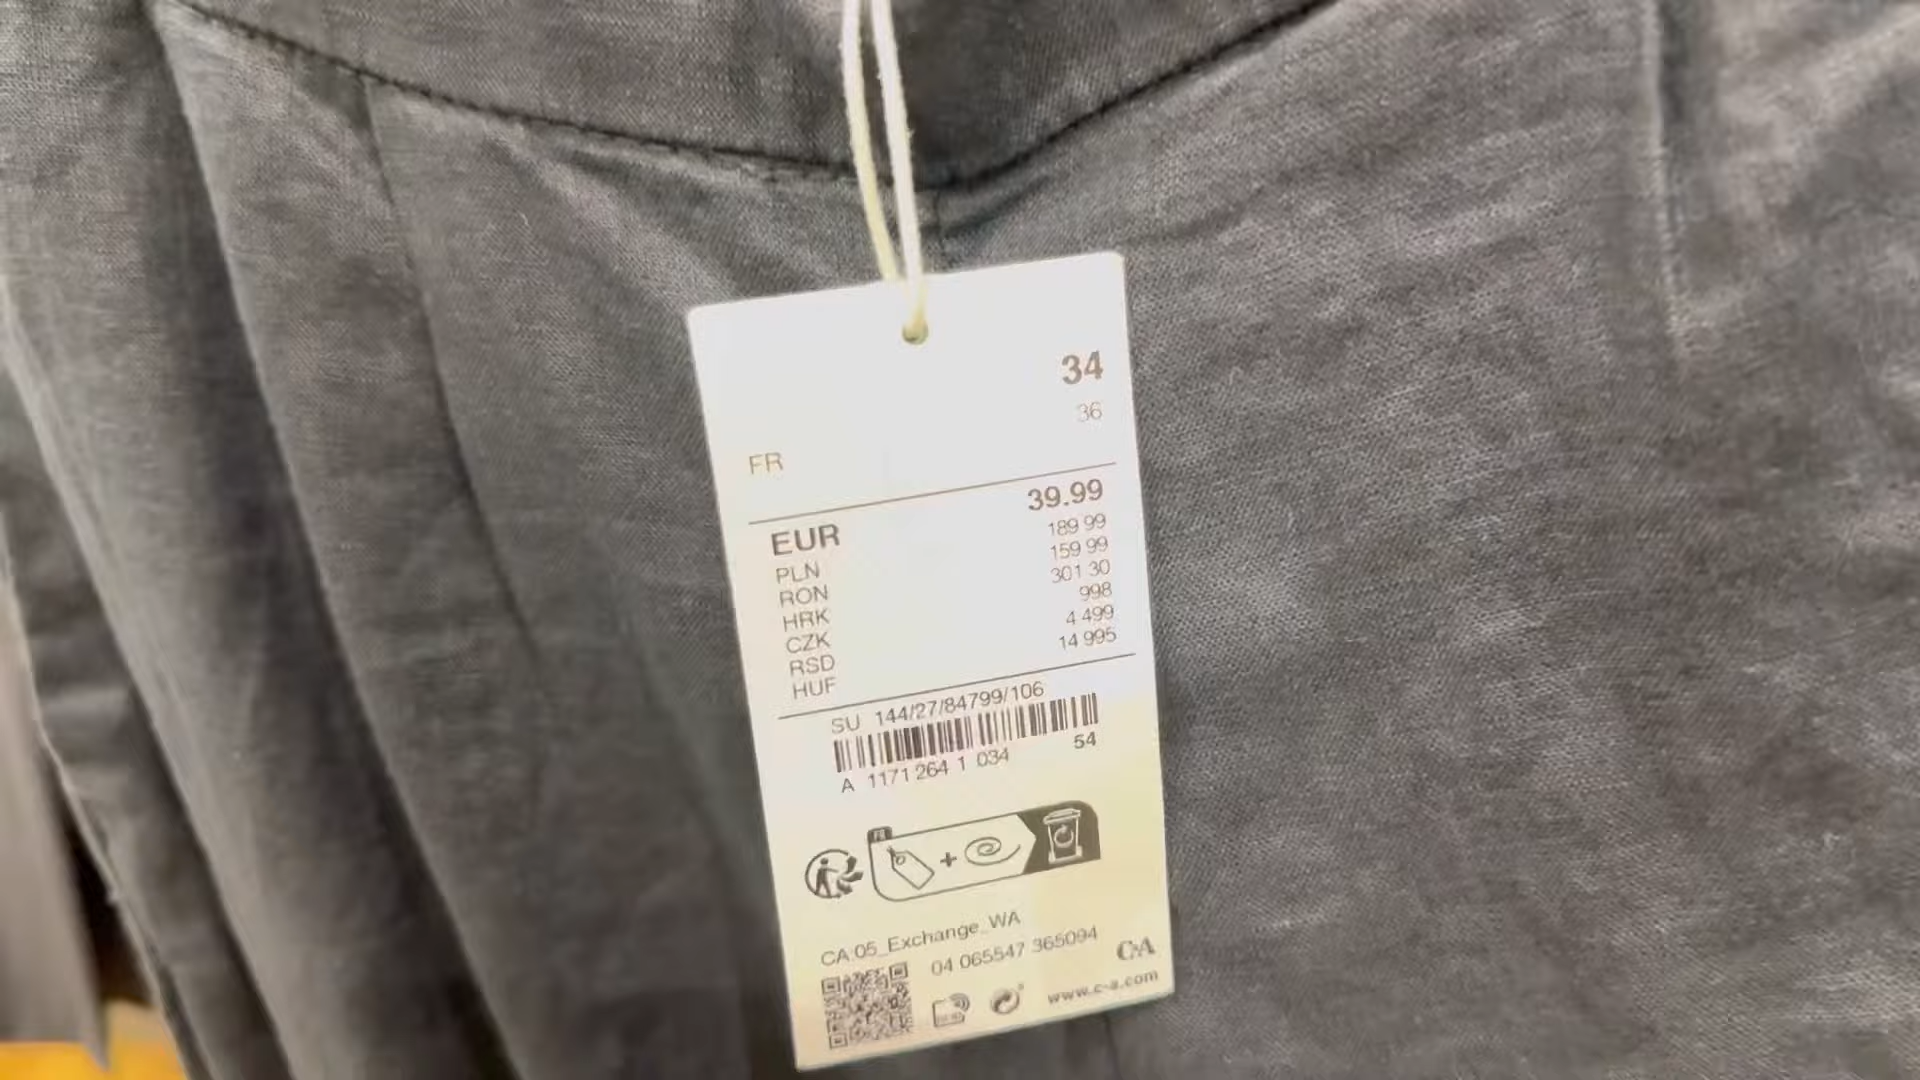 34
36
FR
EUR 39.99
PLN 189 99
RON 159 99
HRK 301 30
CZK 998
RSD 4 499
HUF 14 995
SU 144/27/84799/106
54
A 1171 264 1 034
FR
+
CA:05_Exchange_WA
04 065547 365094
C&A
www.c-a.com